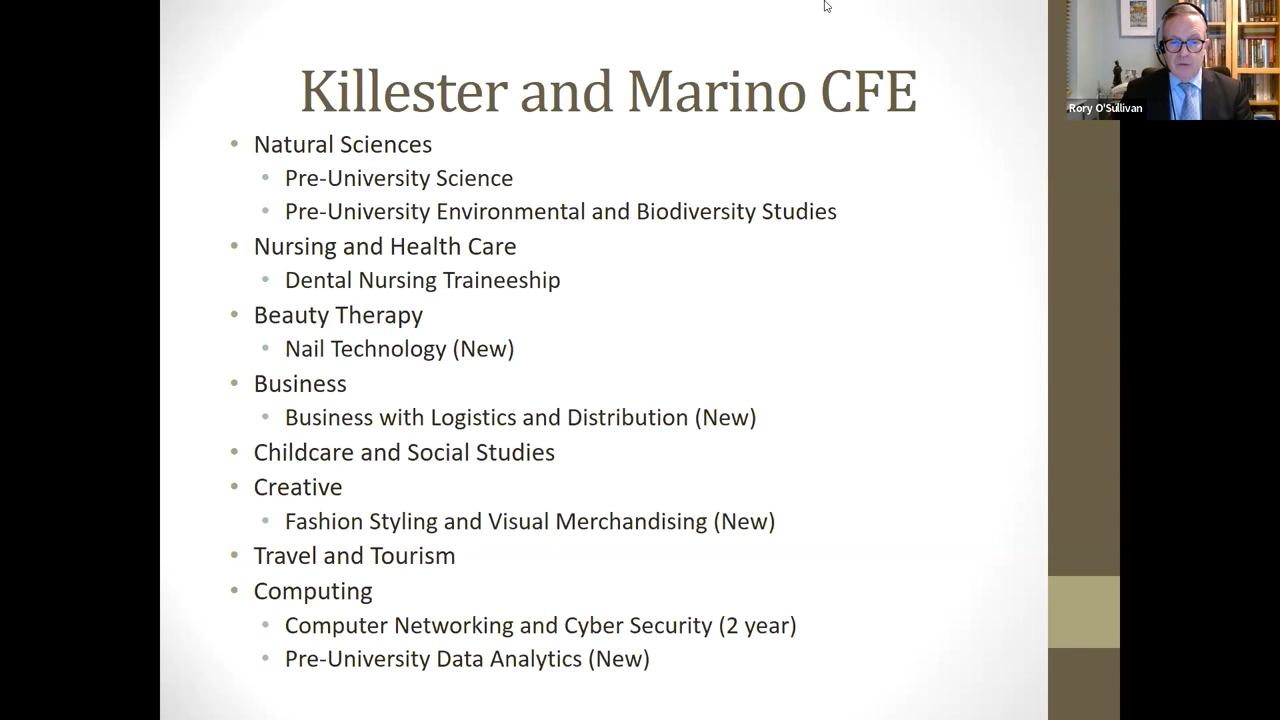 Killester and Marino CFE
• Natural Sciences
• Pre-University Science
• Pre-University Environmental and Biodiversity Studies
• Nursing and Health Care
• Dental Nursing Traineeship
• Beauty Therapy
• Nail Technology (New)
• Business
• Business with Logistics and Distribution (New)
• Childcare and Social Studies
• Creative
• Fashion Styling and Visual Merchandising (New)
• Travel and Tourism
• Computing
• Computer Networking and Cyber Security (2 year)
• Pre-University Data Analytics (New)
Rory O'Sullivan